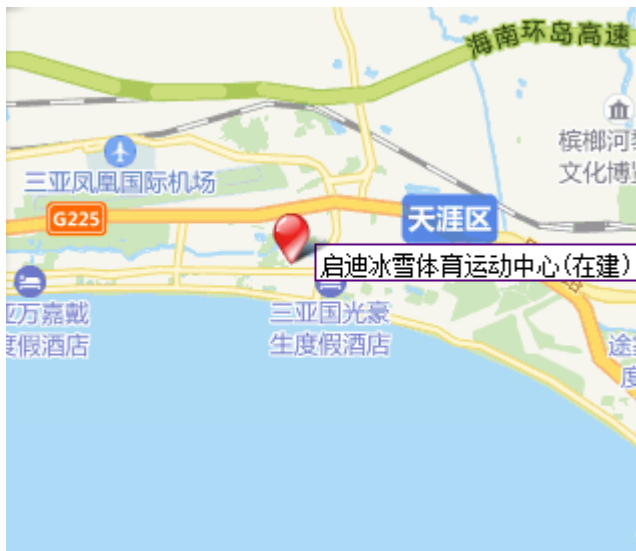 海南环岛高速
槟榔河
文化博
三亚凤凰国际机场
G225
天涯区
启迪冰雪体育运动中心(在建)
亚万嘉戴
度假酒店
三亚国光豪
生度假酒店
途
度